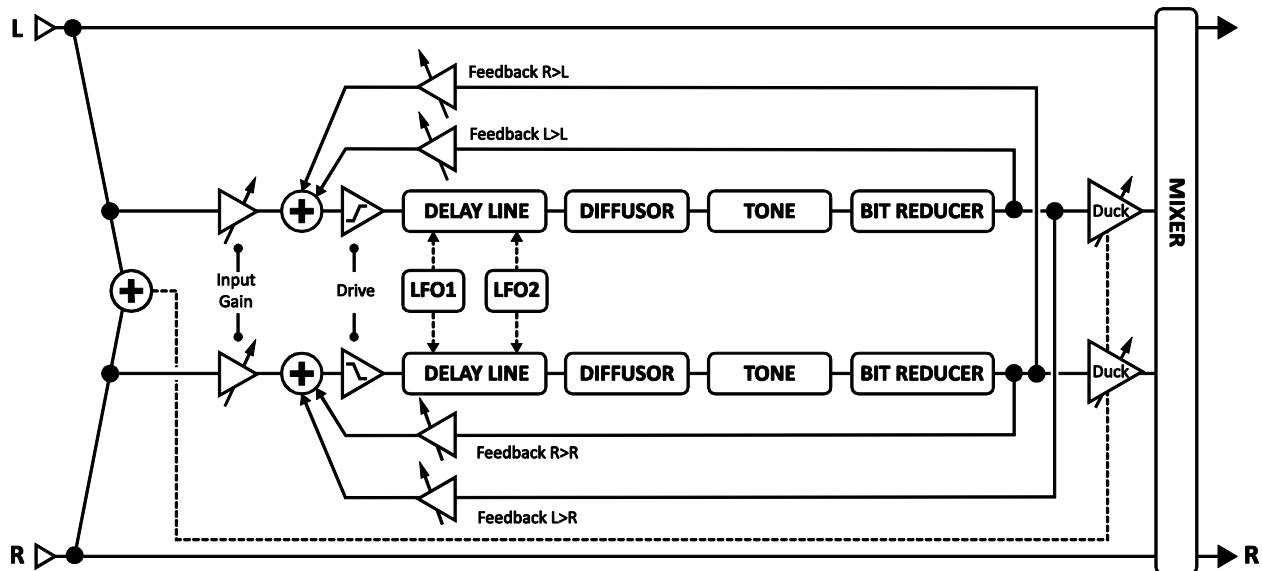 L
Feedback R>L
Feedback L>L
DELAY LINE
DIFFUSOR
TONE
BIT REDUCER
Duck
MIXER
Input
Gain
Drive
LFO1
LFO2
DELAY LINE
DIFFUSOR
TONE
BIT REDUCER
Duck
Feedback R>R
Feedback L>R
R
R